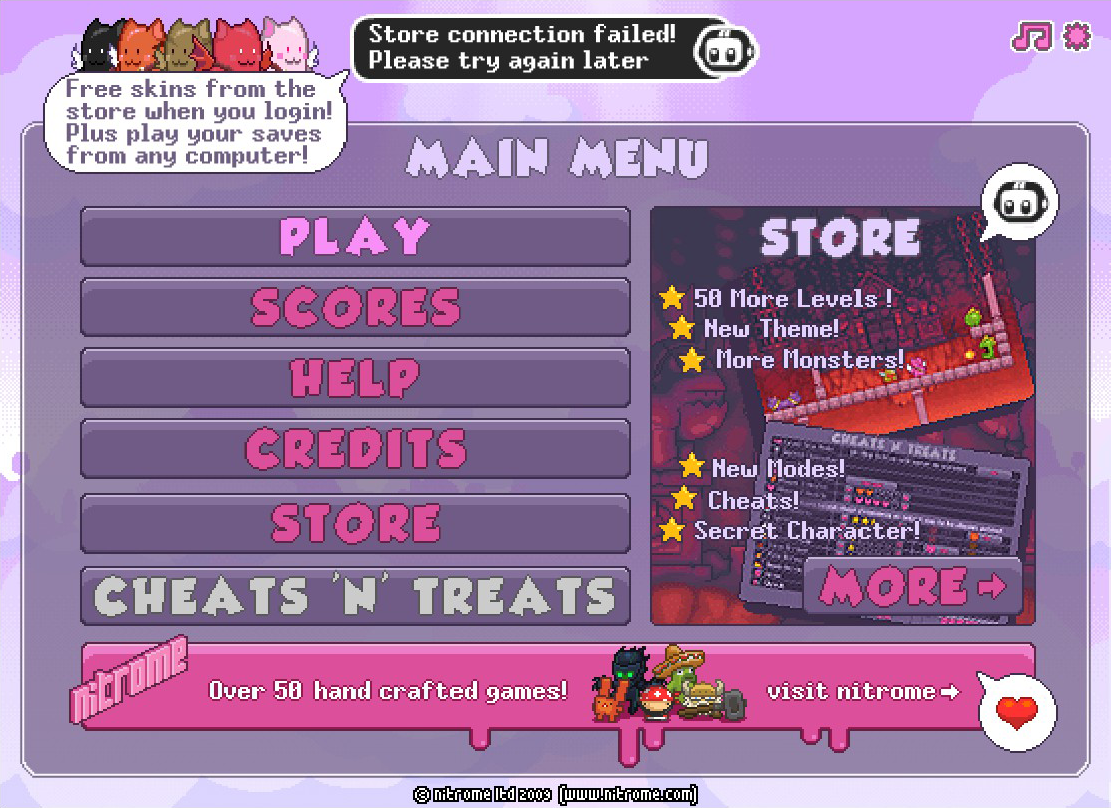 Store connection failed!
Please try again later
Free skins from the
store when you login!
Plus play your saves
from any computer!
MAIN MENU
PLAY
SCORES
HELP
CREDITS
STORE
CHEATS 'N' TREATS
STORE
50 More Levels !
New Theme!
More Monsters!
CHEATS 'N' TREATS
New Modes!
Cheats!
Secret Character!
MORE
nitrome
Over 50 hand crafted games!
visit nitrome
© nitrome ltd 2009 (www.nitrome.com)